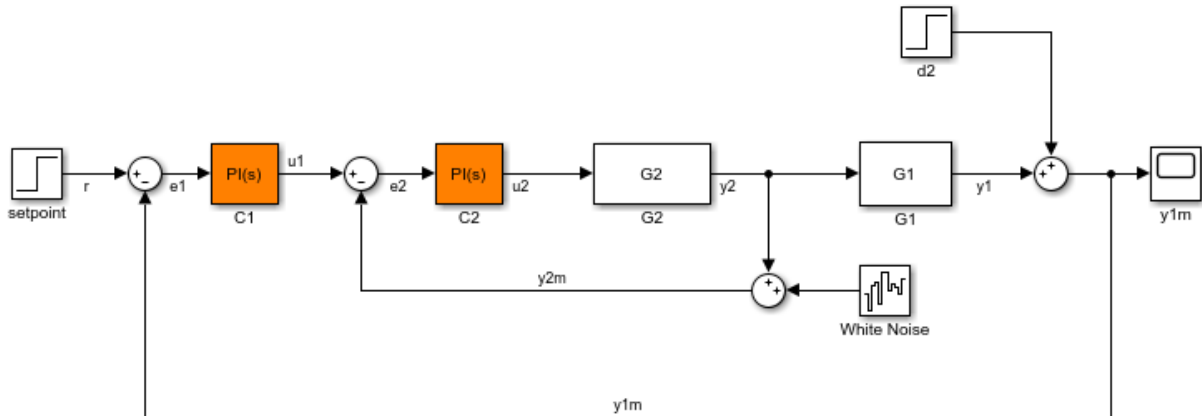 d2
PI(s)
u1
PI(s)
G2
y2
G1
y1
r
e1
e2
u2
setpoint
C1
C2
G2
G1
y1m
y2m
White Noise
y1m